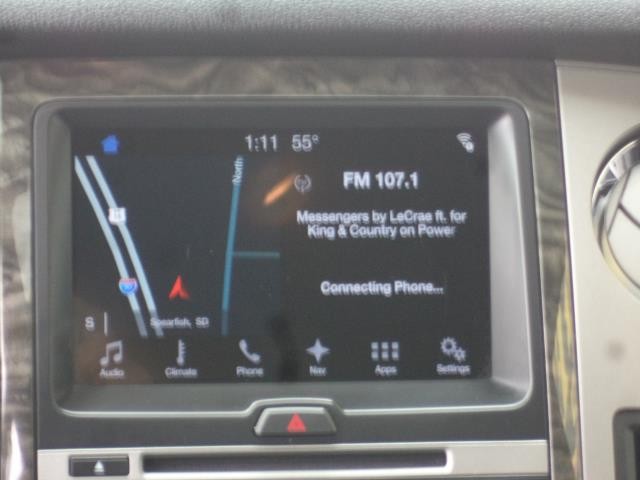 1:11 55°
North
FM 107.1
Messengers by LeCrae ft. for
King & Country on Power
Connecting Phone...
S
Spearfish, SD
Audio
Climate
Phone
Nav
Apps
Settings